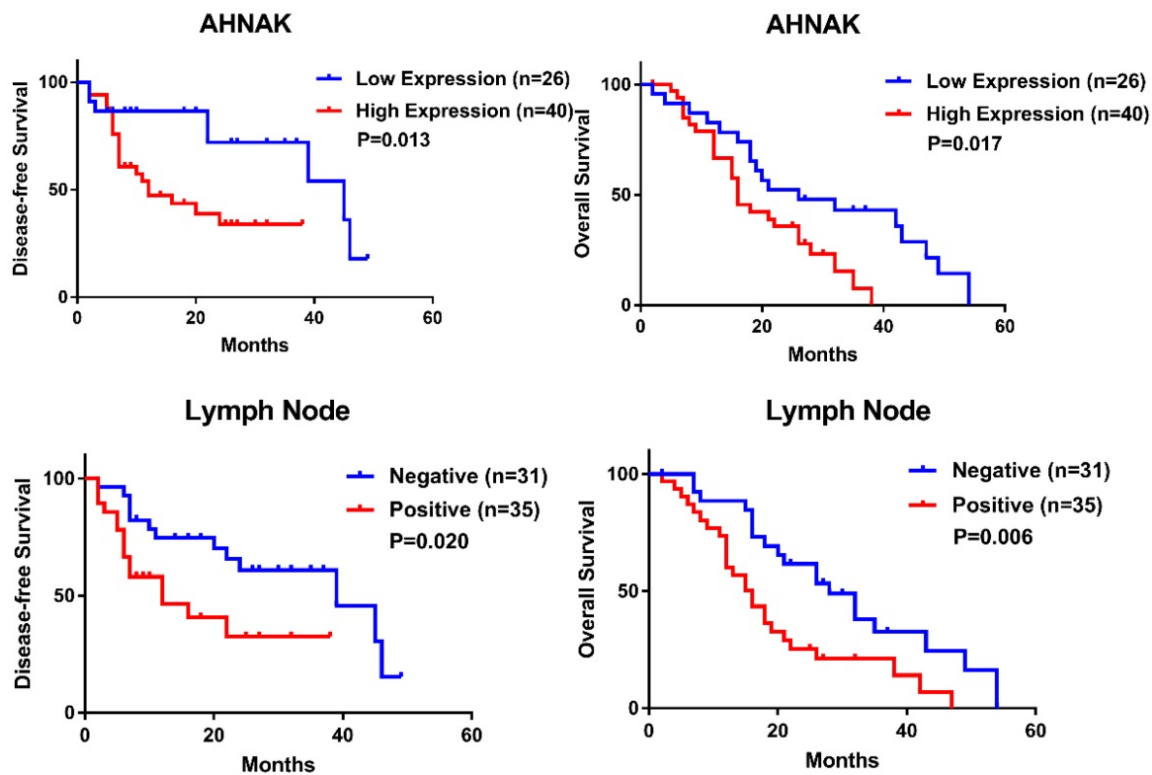 AHNAK
Low Expression (n=26)
High Expression (n=40)
P=0.013
Disease-free Survival
100
50
0
0 20 40 60
Months
AHNAK
Low Expression (n=26)
High Expression (n=40)
P=0.017
Overall Survival
100
50
0
0 20 40 60
Months
Lymph Node
Negative (n=31)
Positive (n=35)
P=0.020
Disease-free Survival
100
50
0
0 20 40 60
Months
Lymph Node
Negative (n=31)
Positive (n=35)
P=0.006
Overall Survival
100
50
0
0 20 40 60
Months